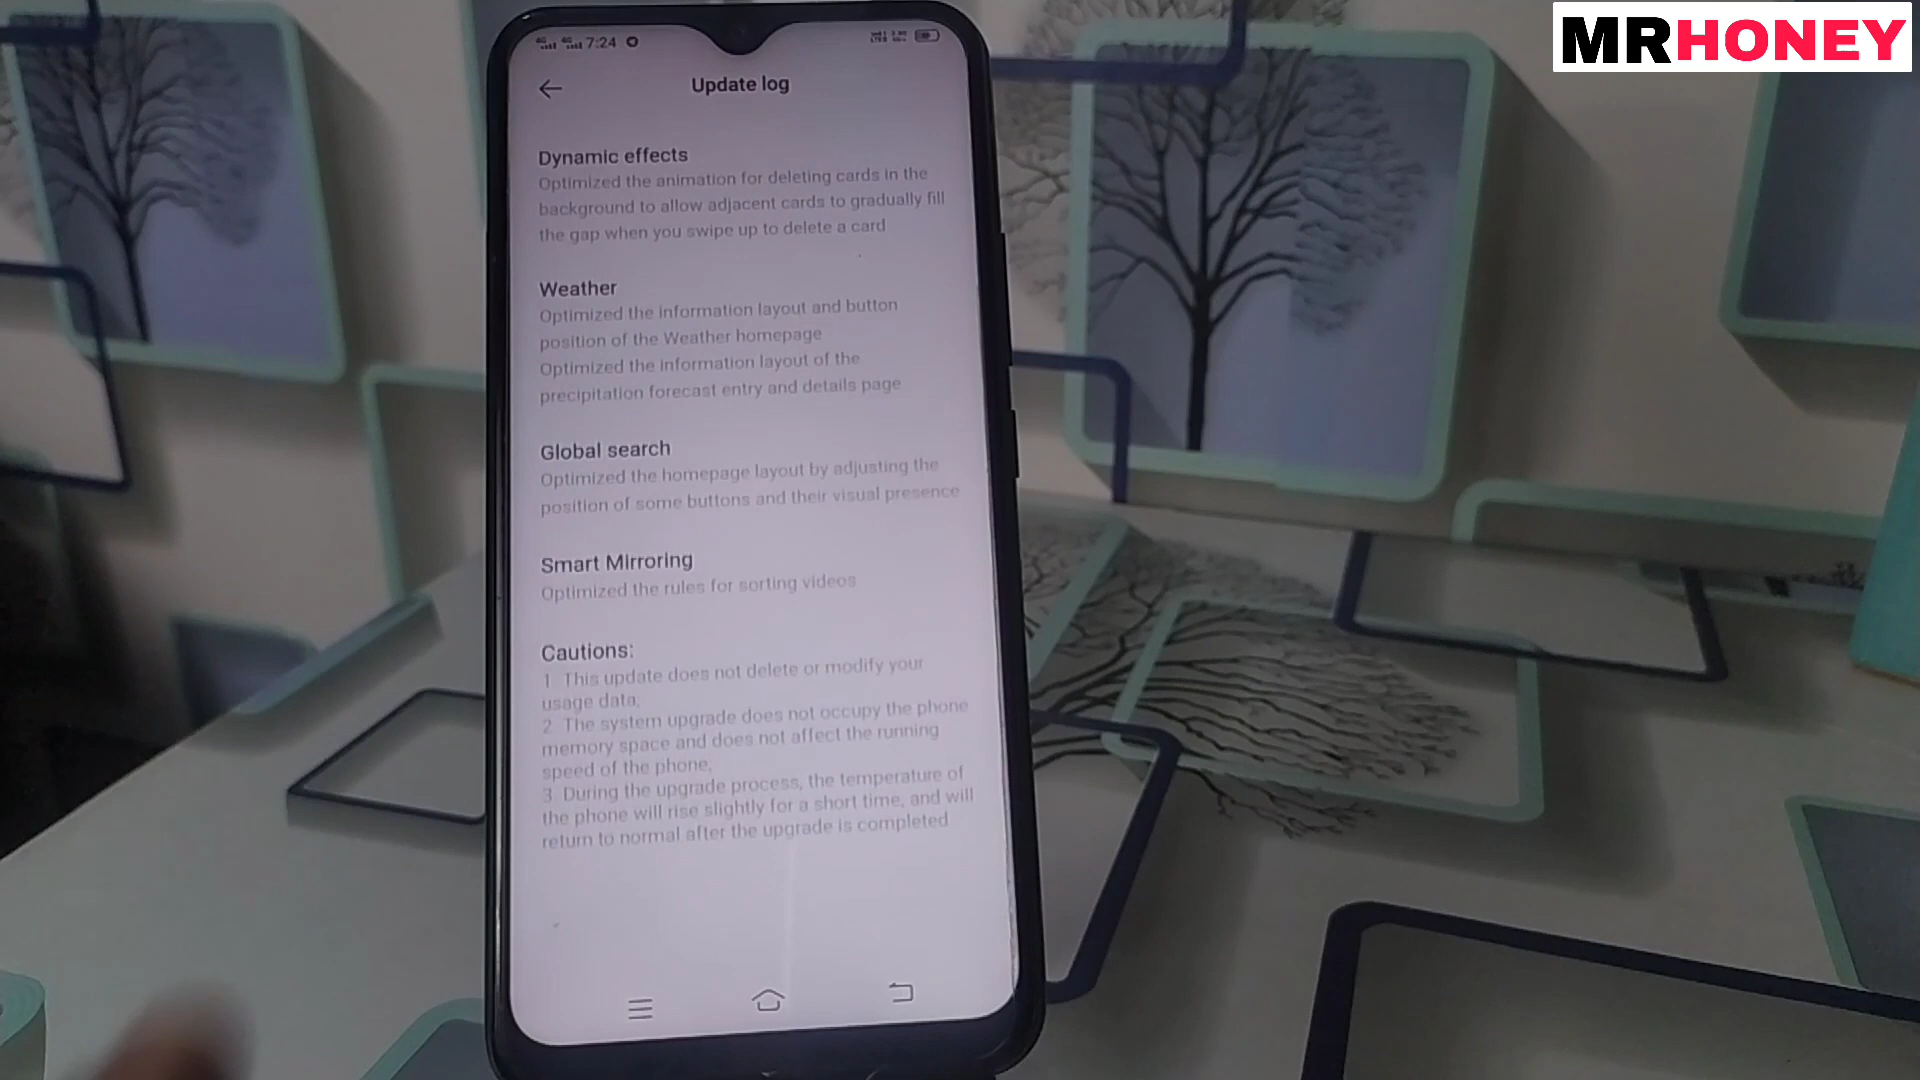 MRHONEY
7:24
Update log
Dynamic effects
Optimized the animation for deleting cards in the
background to allow adjacent cards to gradually fill
the gap when you swipe up to delete a card
Weather
Optimized the information layout and button
position of the Weather homepage
Optimized the information layout of the
precipitation forecast entry and details page
Global search
Optimized the homepage layout by adjusting the
position of some buttons and their visual presence
Smart Mirroring
Optimized the rules for sorting videos
Cautions:
1. This update does not delete or modify your
usage data;
2. The system upgrade does not occupy the phone
memory space and does not affect the running
speed of the phone;
3. During the upgrade process, the temperature of
the phone will rise slightly for a short time, and will
return to normal after the upgrade is completed